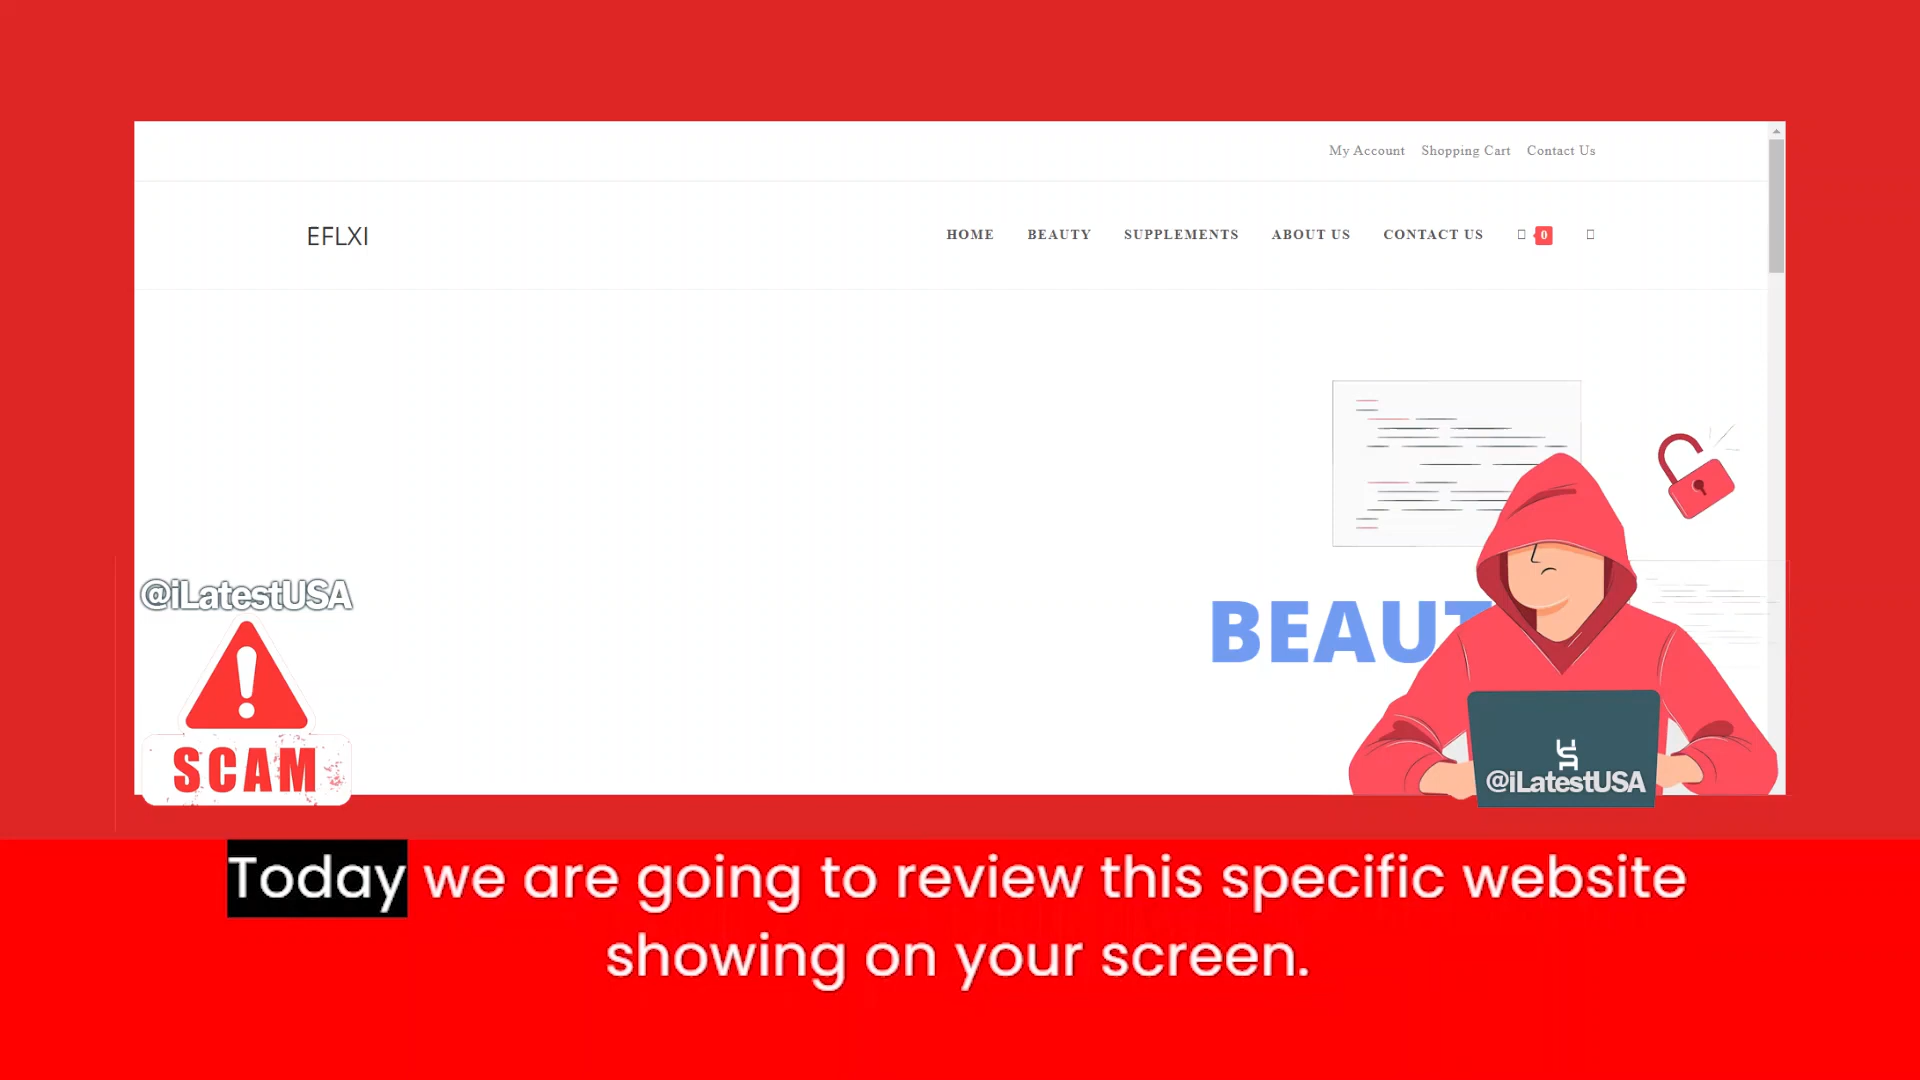 My Account Shopping Cart Contact Us
EFLXI
HOME BEAUTY SUPPLEMENTS ABOUT US CONTACT US 0
@iLatestUSA
SCAM
@iLatestUSA
Today we are going to review this specific website
showing on your screen.